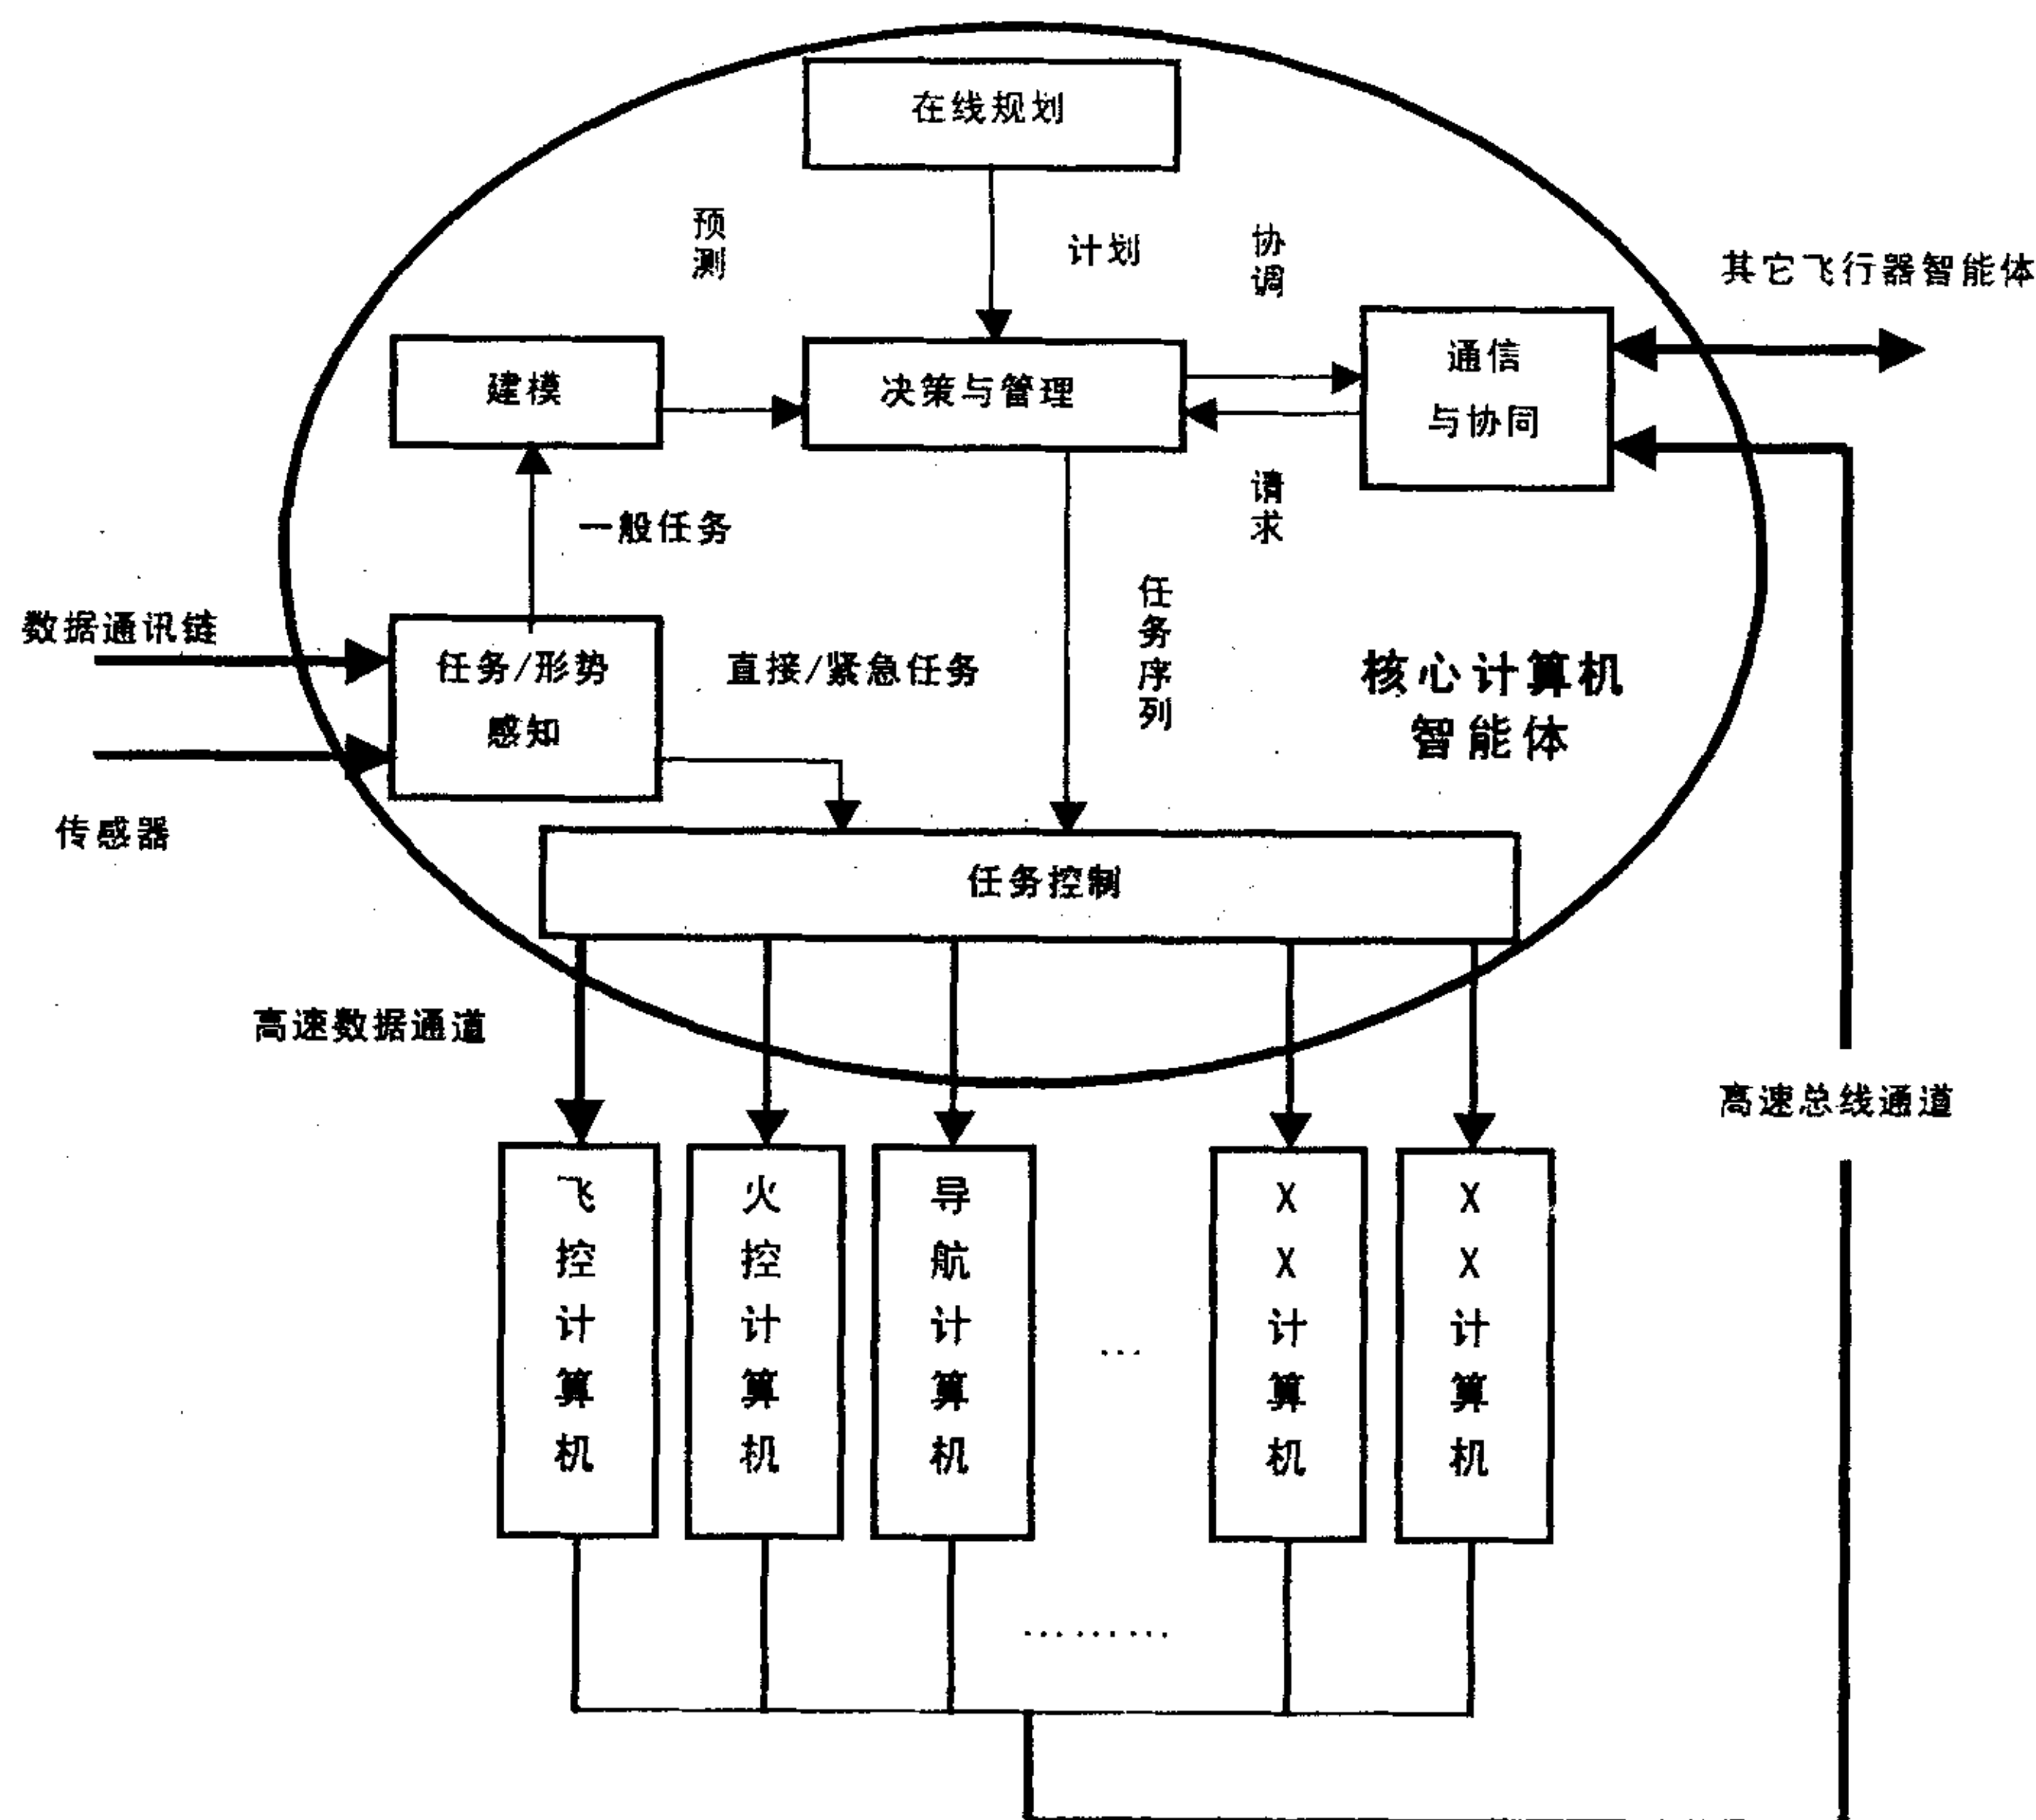 在线规划
预测
计划
协调
其它飞行器智能体
建模
决策与管理
通信
与协同
一般任务
请求
数据通讯链
任务/形势
感知
直接/紧急任务
任务序列
核心计算机
智能体
传感器
任务控制
高速数据通道
高速总线通道
飞控计算机
火控计算机
导航计算机
...
XX计算机
XX计算机
.........